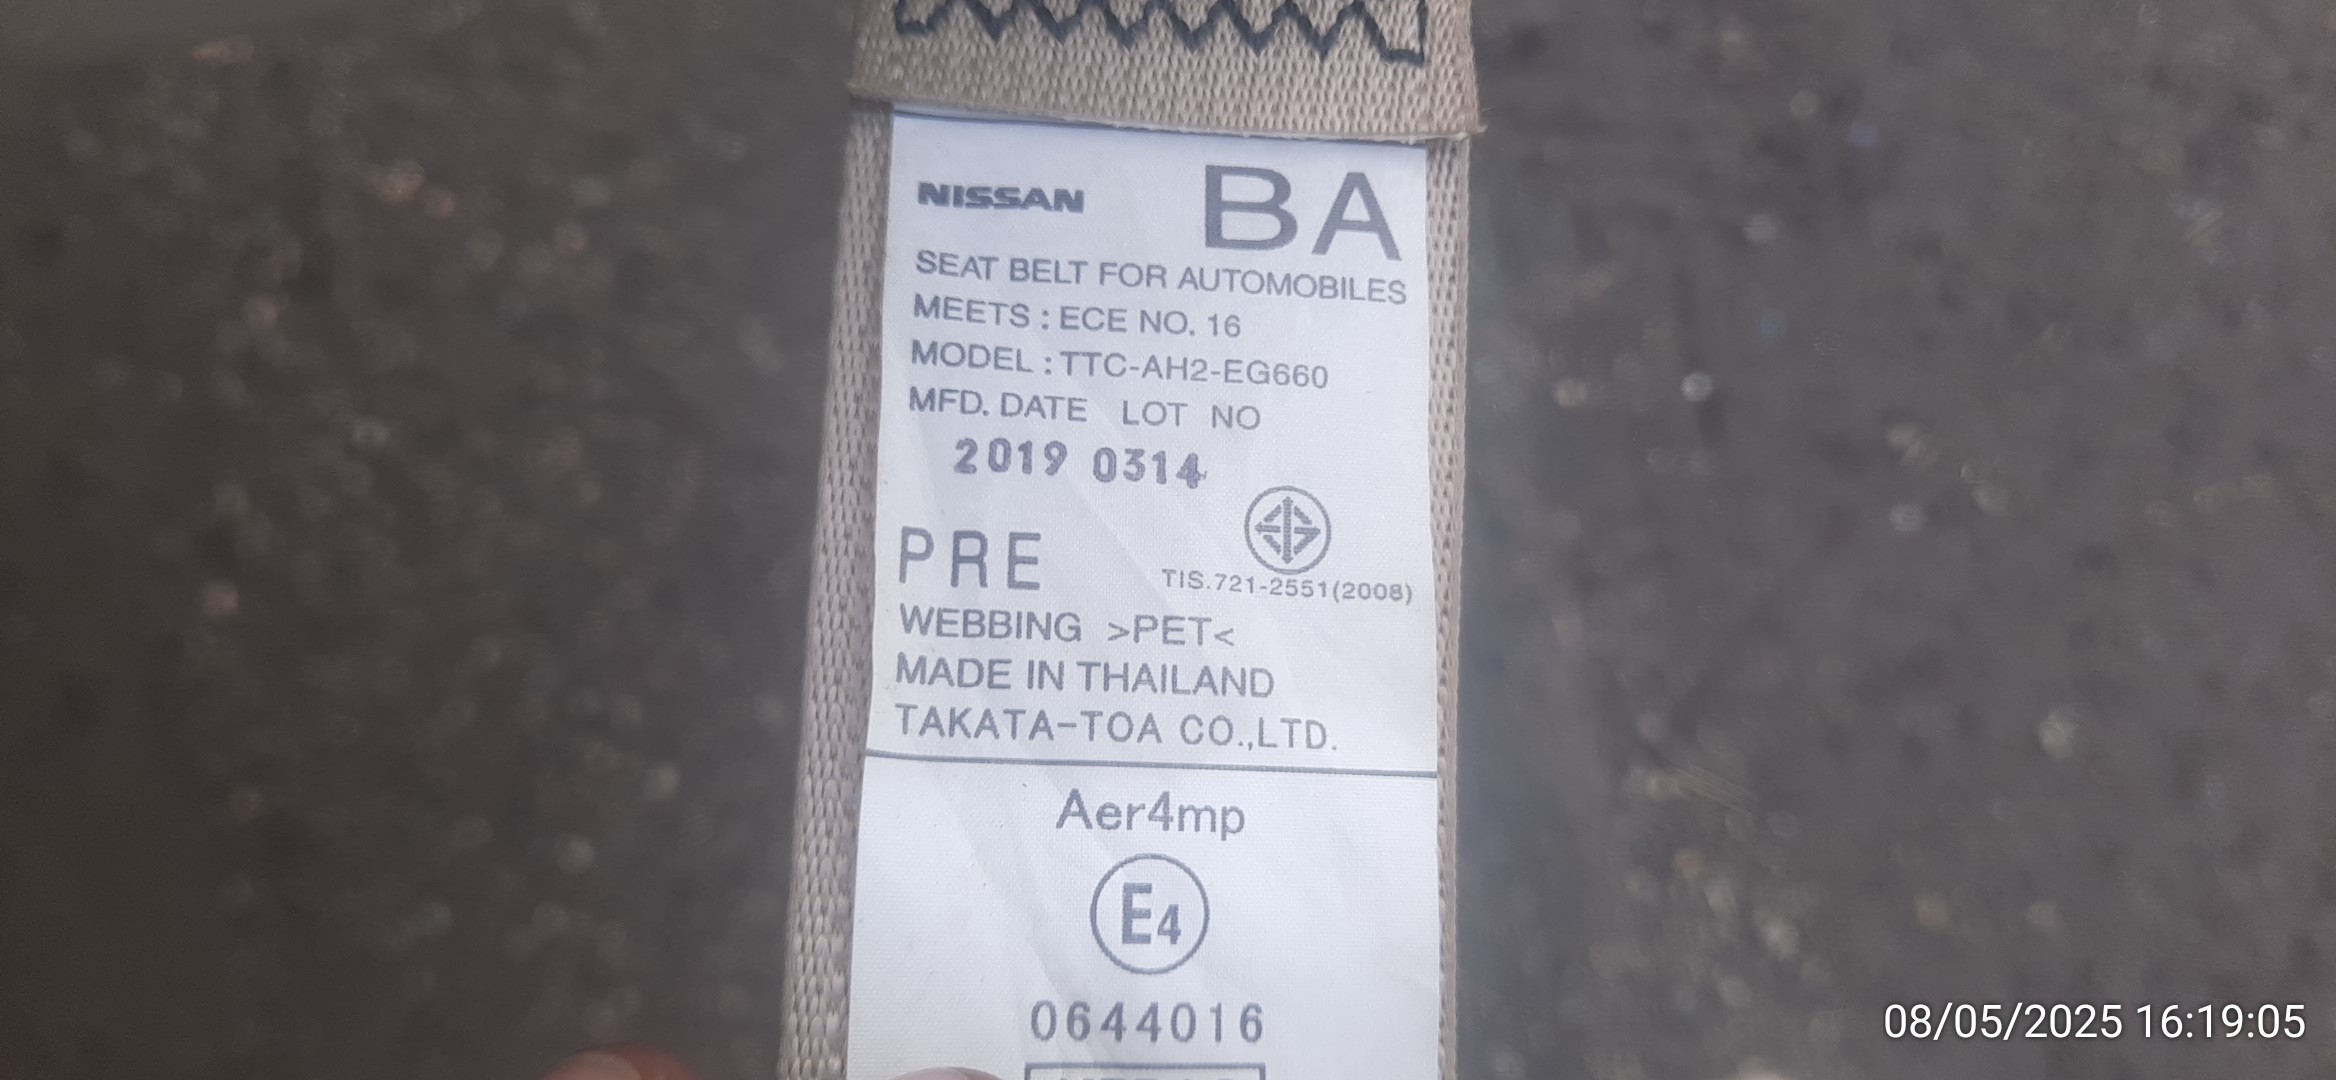 NISSAN BA
SEAT BELT FOR AUTOMOBILES
MEETS : ECE NO. 16
MODEL : TTC-AH2-EG660
MFD. DATE LOT NO
2019 0314
PRE
TIS.721-2551(2008)
WEBBING >PET<
MADE IN THAILAND
TAKATA-TOA CO.,LTD.
Aer4mp
E4
0644016
08/05/2025 16:19:05